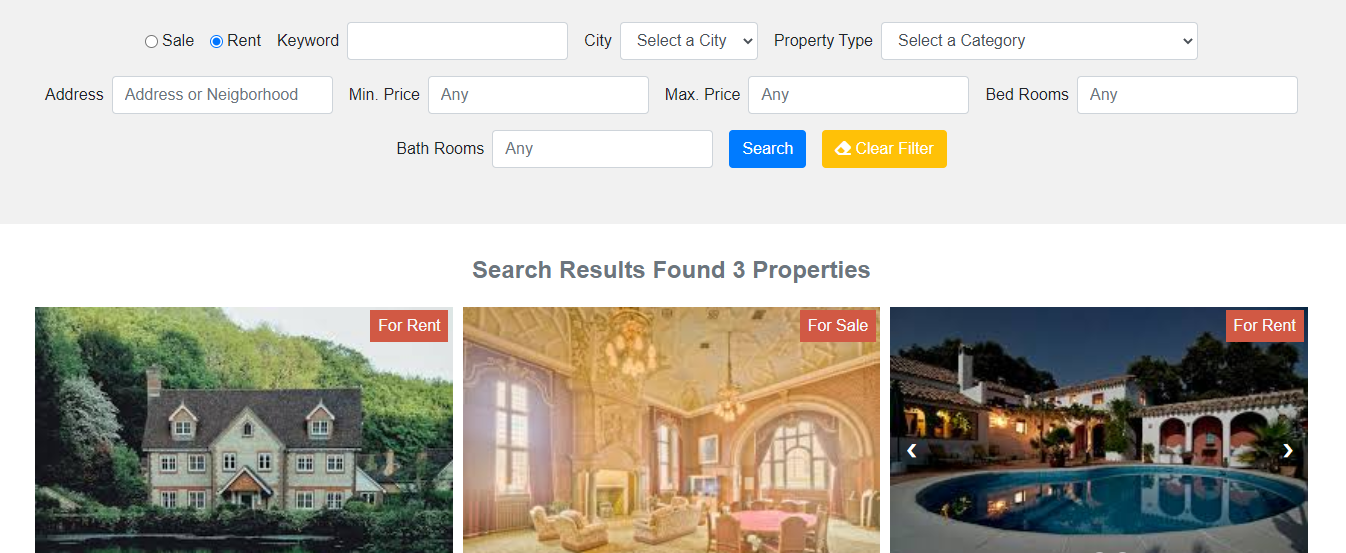 Sale Rent Keyword City Select a City Property Type Select a Category
Address Address or Neigborhood Min. Price Any Max. Price Any Bed Rooms Any
Bath Rooms Any Search Clear Filter
Search Results Found 3 Properties
For Rent For Sale For Rent